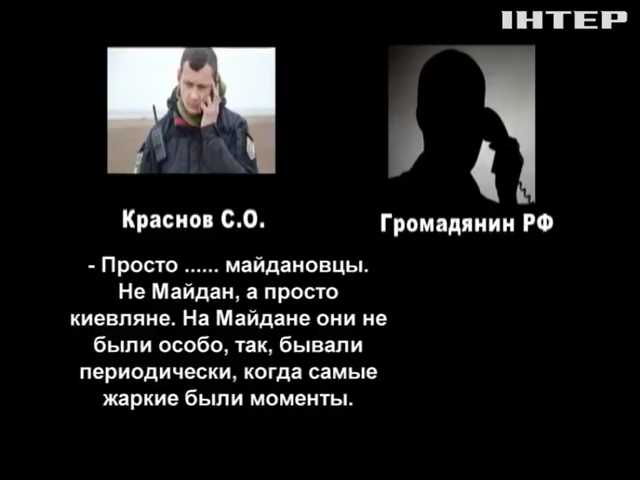 ІНТЕР
Краснов С.О.
Громадянин РФ
- Просто ...... майдановцы.
Не Майдан, а просто
киевляне. На Майдане они не
были особо, так, бывали
периодически, когда самые
жаркие были моменты.